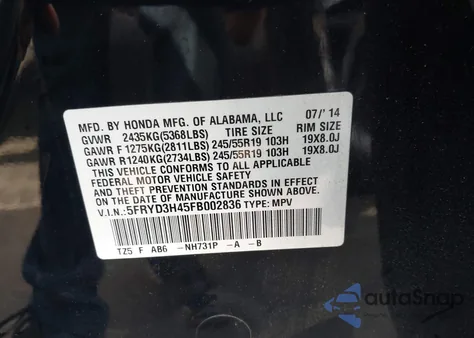 MFD. BY HONDA MFG. OF ALABAMA, LLC 07/'14
GVWR 2435KG(5368LBS) TIRE SIZE RIM SIZE
GAWR F 1275KG(2811LBS) 245/55R19 103H 19X8.0J
GAWR R1240KG(2734LBS) 245/55R19 103H 19X8.0J
THIS VEHICLE CONFORMS TO ALL APPLICABLE
FEDERAL MOTOR VEHICLE SAFETY AND
THEFT PREVENTION STANDARDS IN EFFECT
ON THE DATE OF MANUFACTURE SHOWN ABOVE.
V.I.N.:5FRYD3H45FB002836 TYPE: MPV
TZ5 F AB6 -NH731P -A -B
autoSnap